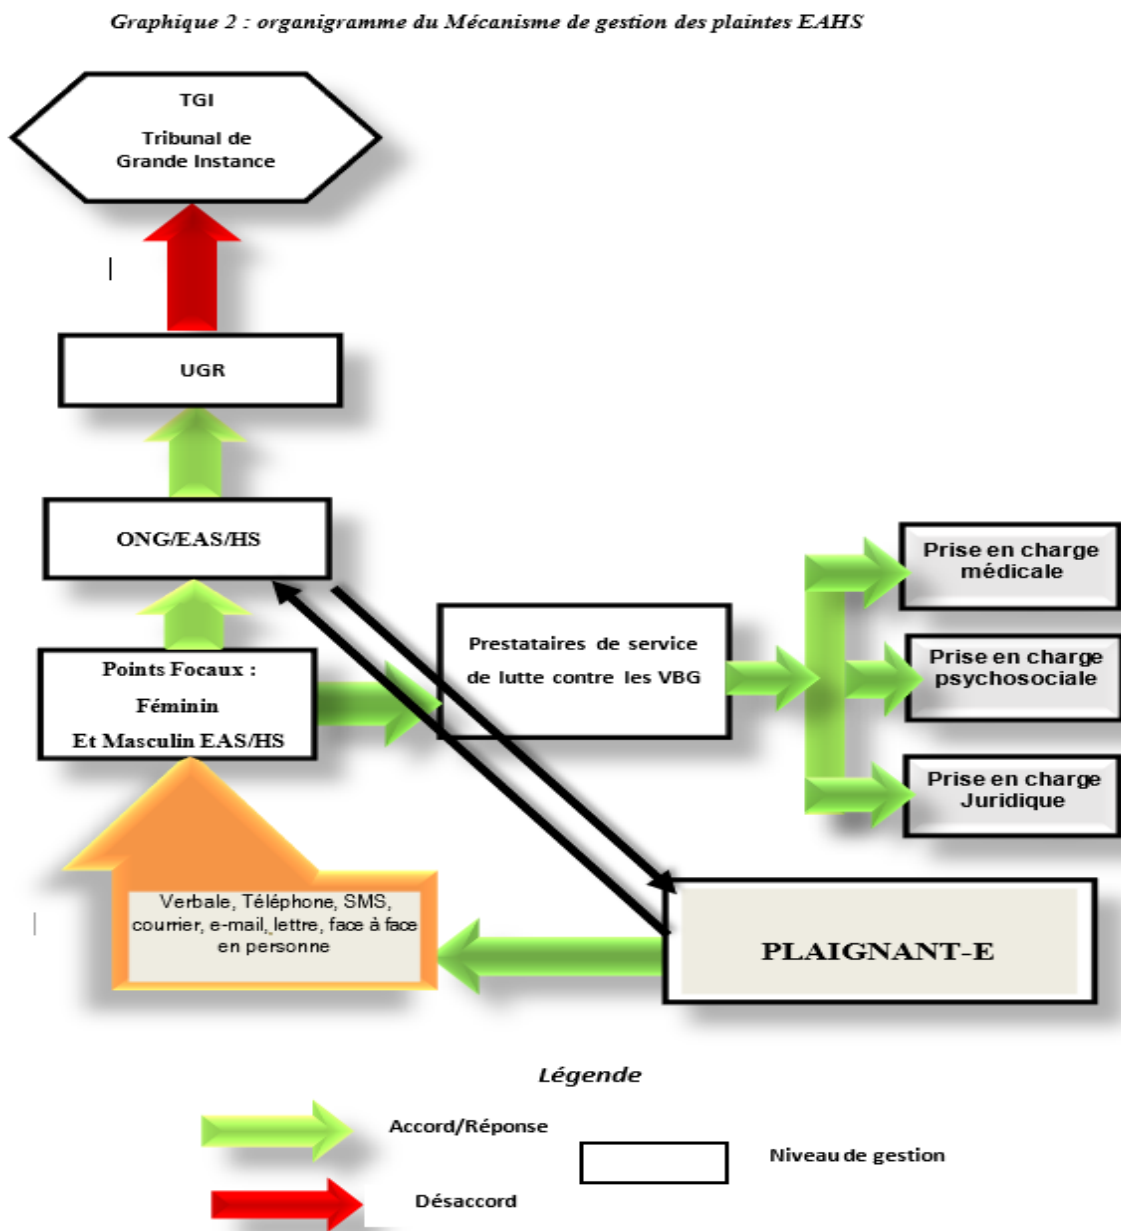 Graphique 2 : organigramme du Mécanisme de gestion des plaintes EAHS
TGI
Tribunal de
Grande Instance
UGR
ONG/EAS/HS
Points Focaux :
Féminin
Et Masculin EAS/HS
Prestataires de service
de lutte contre les VBG
Prise en charge
médicale
Prise en charge
psychosociale
Prise en charge
Juridique
Verbale, Téléphone, SMS,
courrier, e-mail, lettre, face à face
en personne
PLAIGNANT-E
Légende
Accord/Réponse
Niveau de gestion
Désaccord